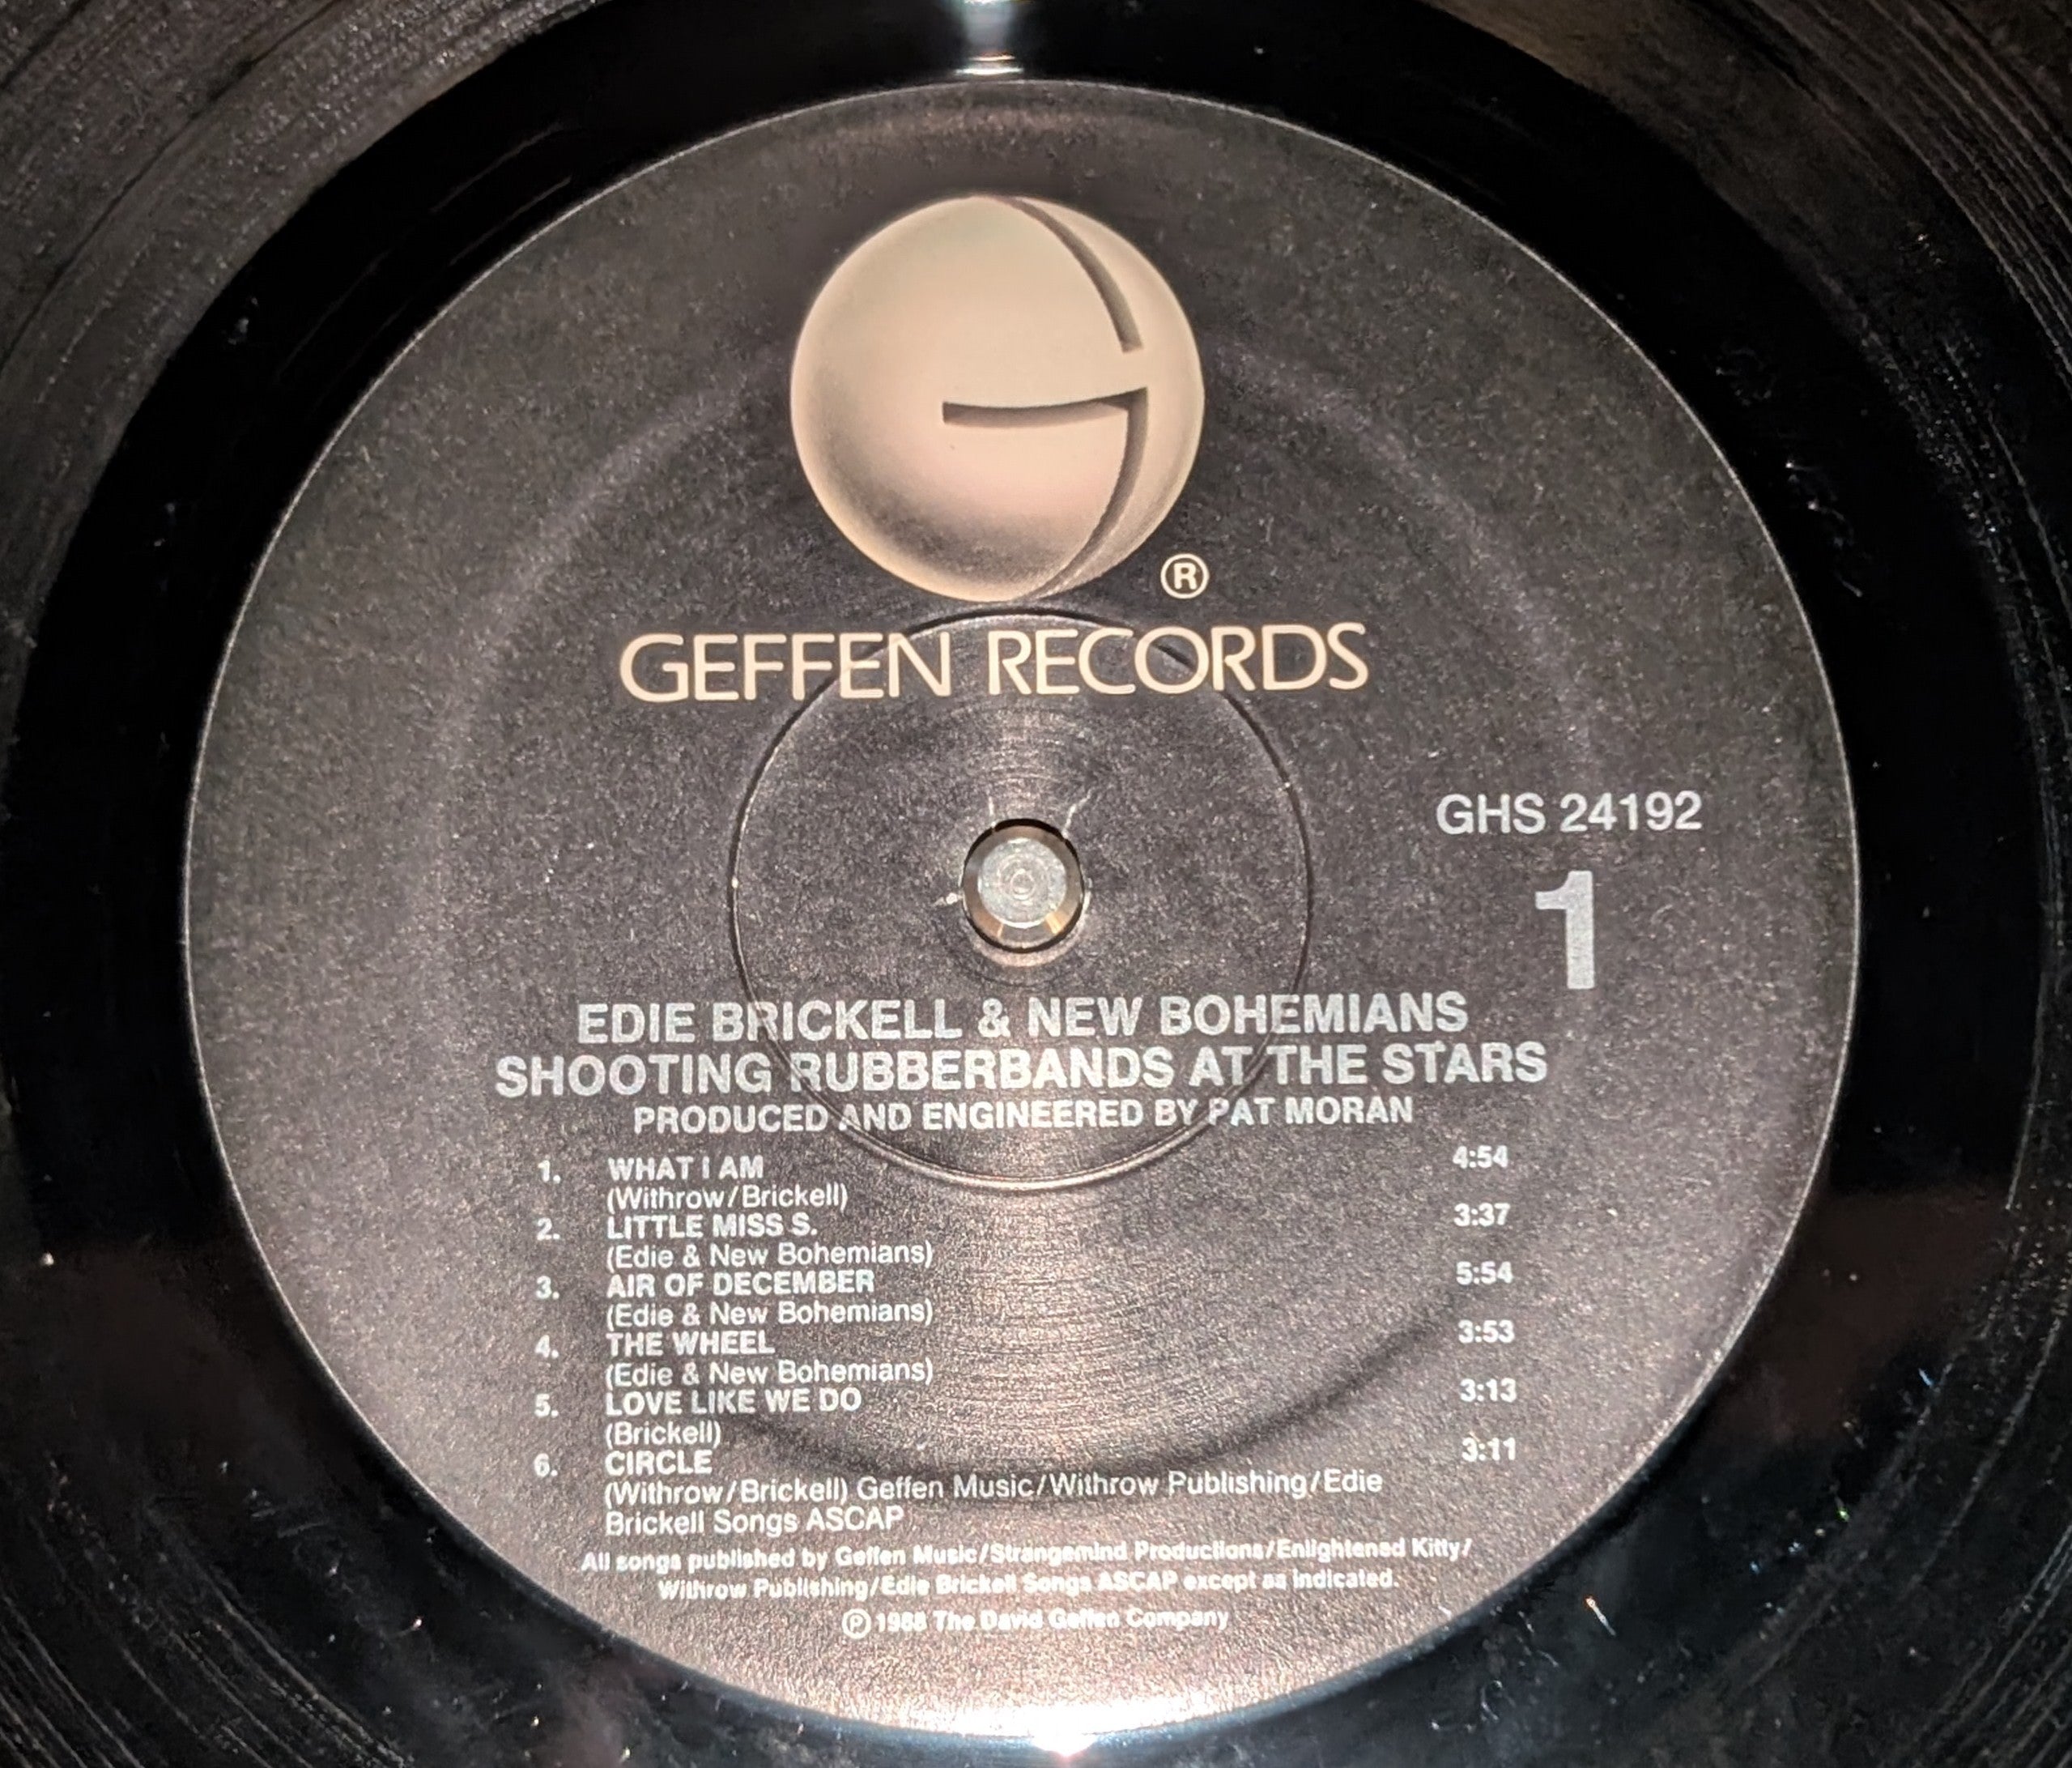 ®
GEFFEN RECORDS
GHS 24192
1
EDIE BRICKELL & NEW BOHEMIANS
SHOOTING RUBBERBANDS AT THE STARS
PRODUCED AND ENGINEERED BY PAT MORAN
1. WHAT I AM 4:54
(Withrow/Brickell)
2. LITTLE MISS S. 3:37
(Edie & New Bohemians)
3. AIR OF DECEMBER 5:54
(Edie & New Bohemians)
4. THE WHEEL 3:53
(Edie & New Bohemians)
5. LOVE LIKE WE DO 3:13
(Brickell)
6. CIRCLE 3:11
(Withrow/Brickell) Geffen Music/Withrow Publishing/Edie
Brickell Songs ASCAP
All songs published by Geffen Music/Strangemind Productions/Enlightened Kitty/
Withrow Publishing/Edie Brickell Songs ASCAP except as indicated.
℗ 1988 The David Geffen Company